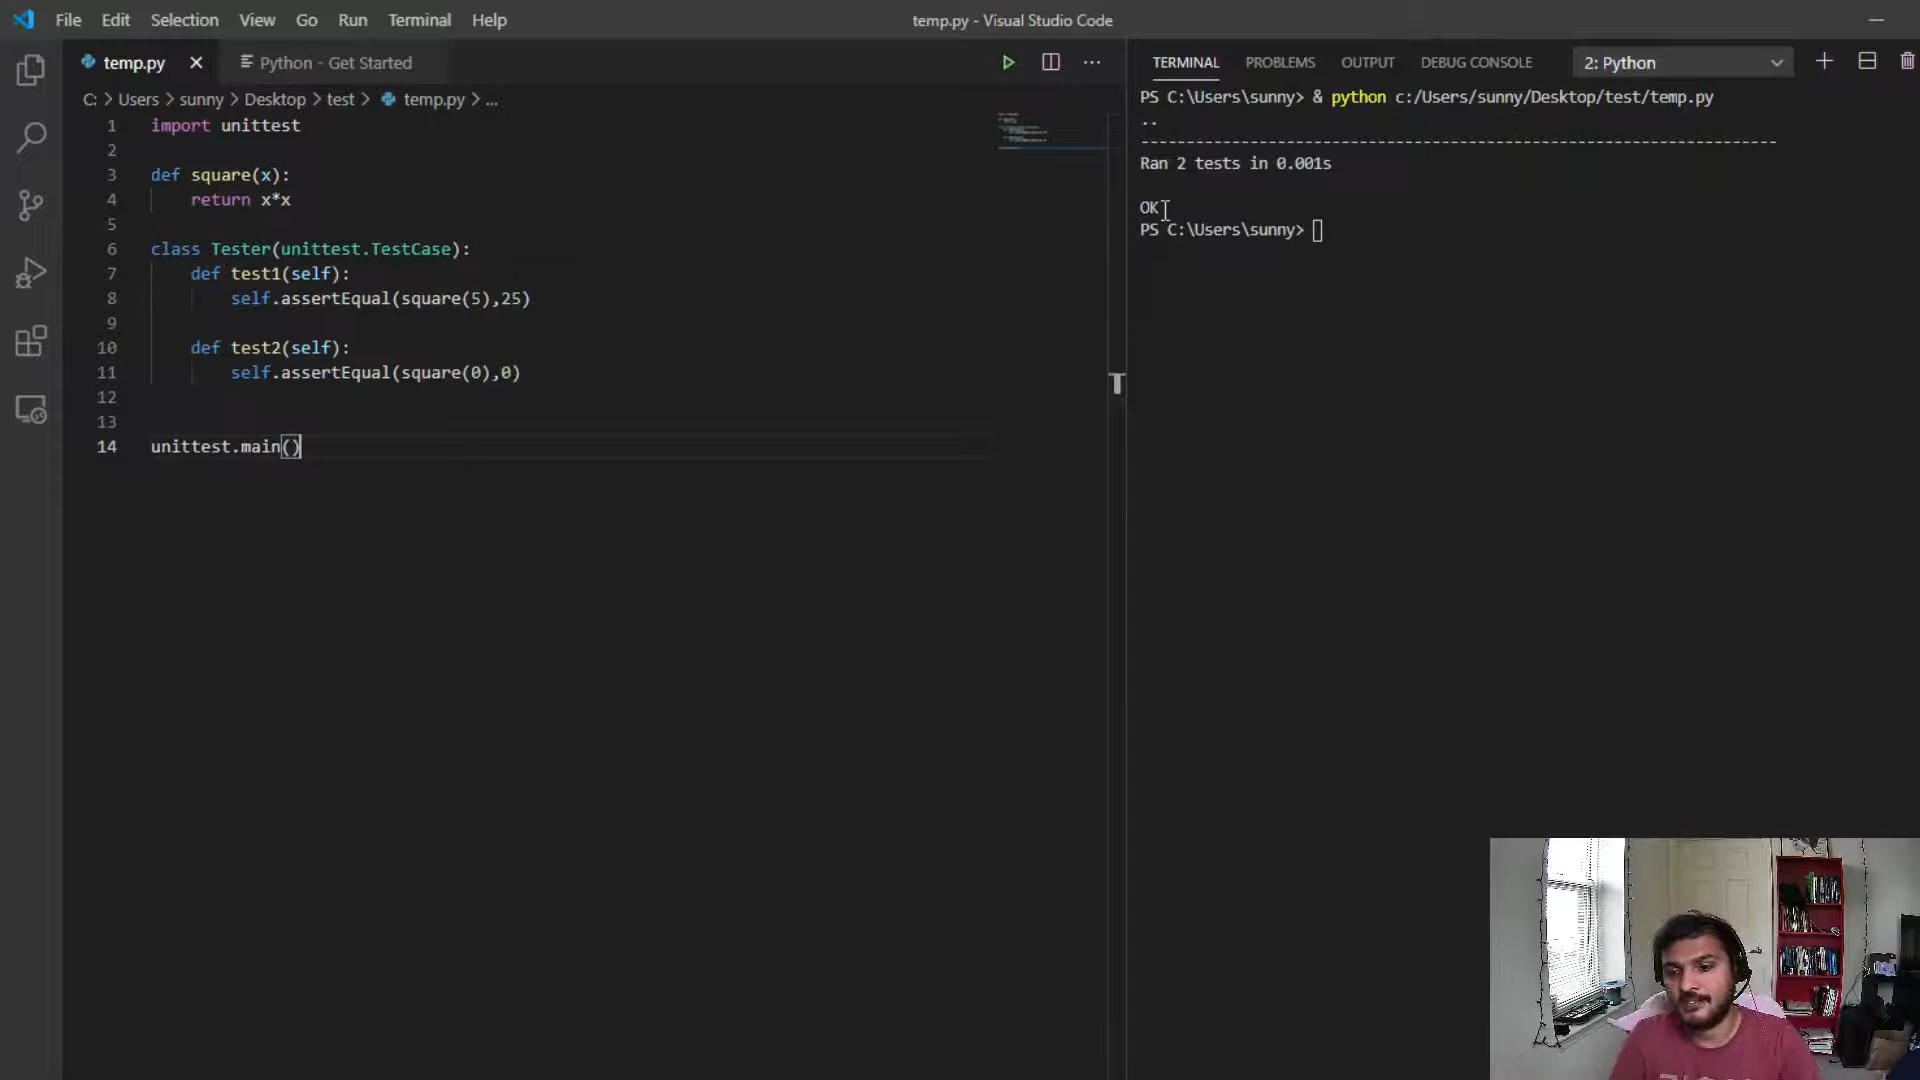 File Edit Selection View Go Run Terminal Help
temp.py - Visual Studio Code
temp.py Python - Get Started
C: > Users > sunny > Desktop > test > temp.py > ...
1 import unittest
2
3 def square(x):
4 return x*x
5
6 class Tester(unittest.TestCase):
7 def test1(self):
8 self.assertEqual(square(5),25)
9
10 def test2(self):
11 self.assertEqual(square(0),0)
12
13
14 unittest.main()
TERMINAL PROBLEMS OUTPUT DEBUG CONSOLE 2: Python
PS C:\Users\sunny> & python c:/Users/sunny/Desktop/test/temp.py
..
----------------------------------------------------------------------
Ran 2 tests in 0.001s
OK
PS C:\Users\sunny>